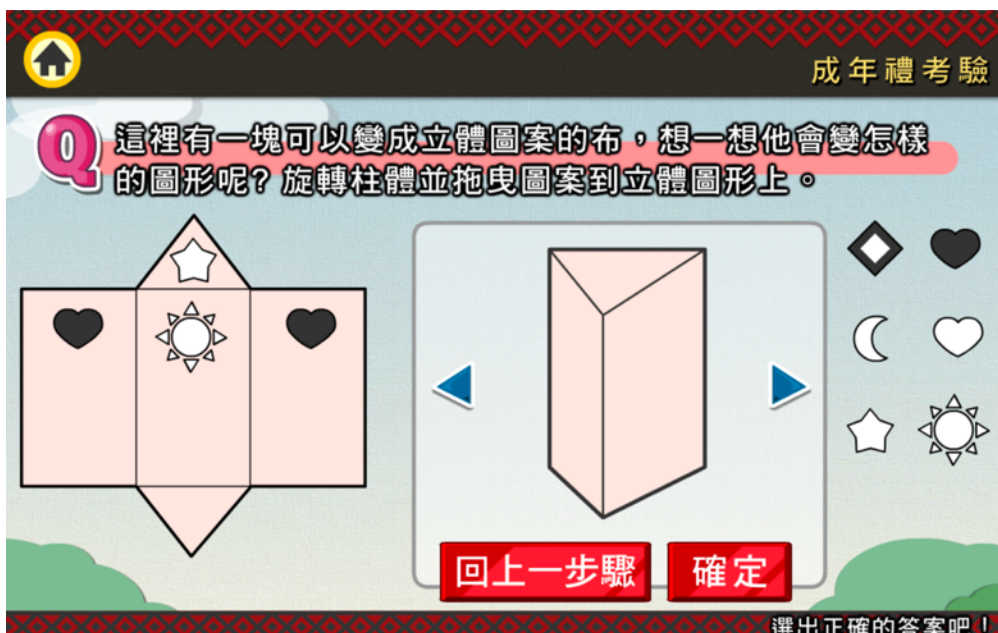 成年禮考驗
Q 這裡有一塊可以變成立體圖案的布，想一想他會變怎樣
的圖形呢? 旋轉柱體並拖曳圖案到立體圖形上。
回上一步驟 確定
選出正確的答案吧！